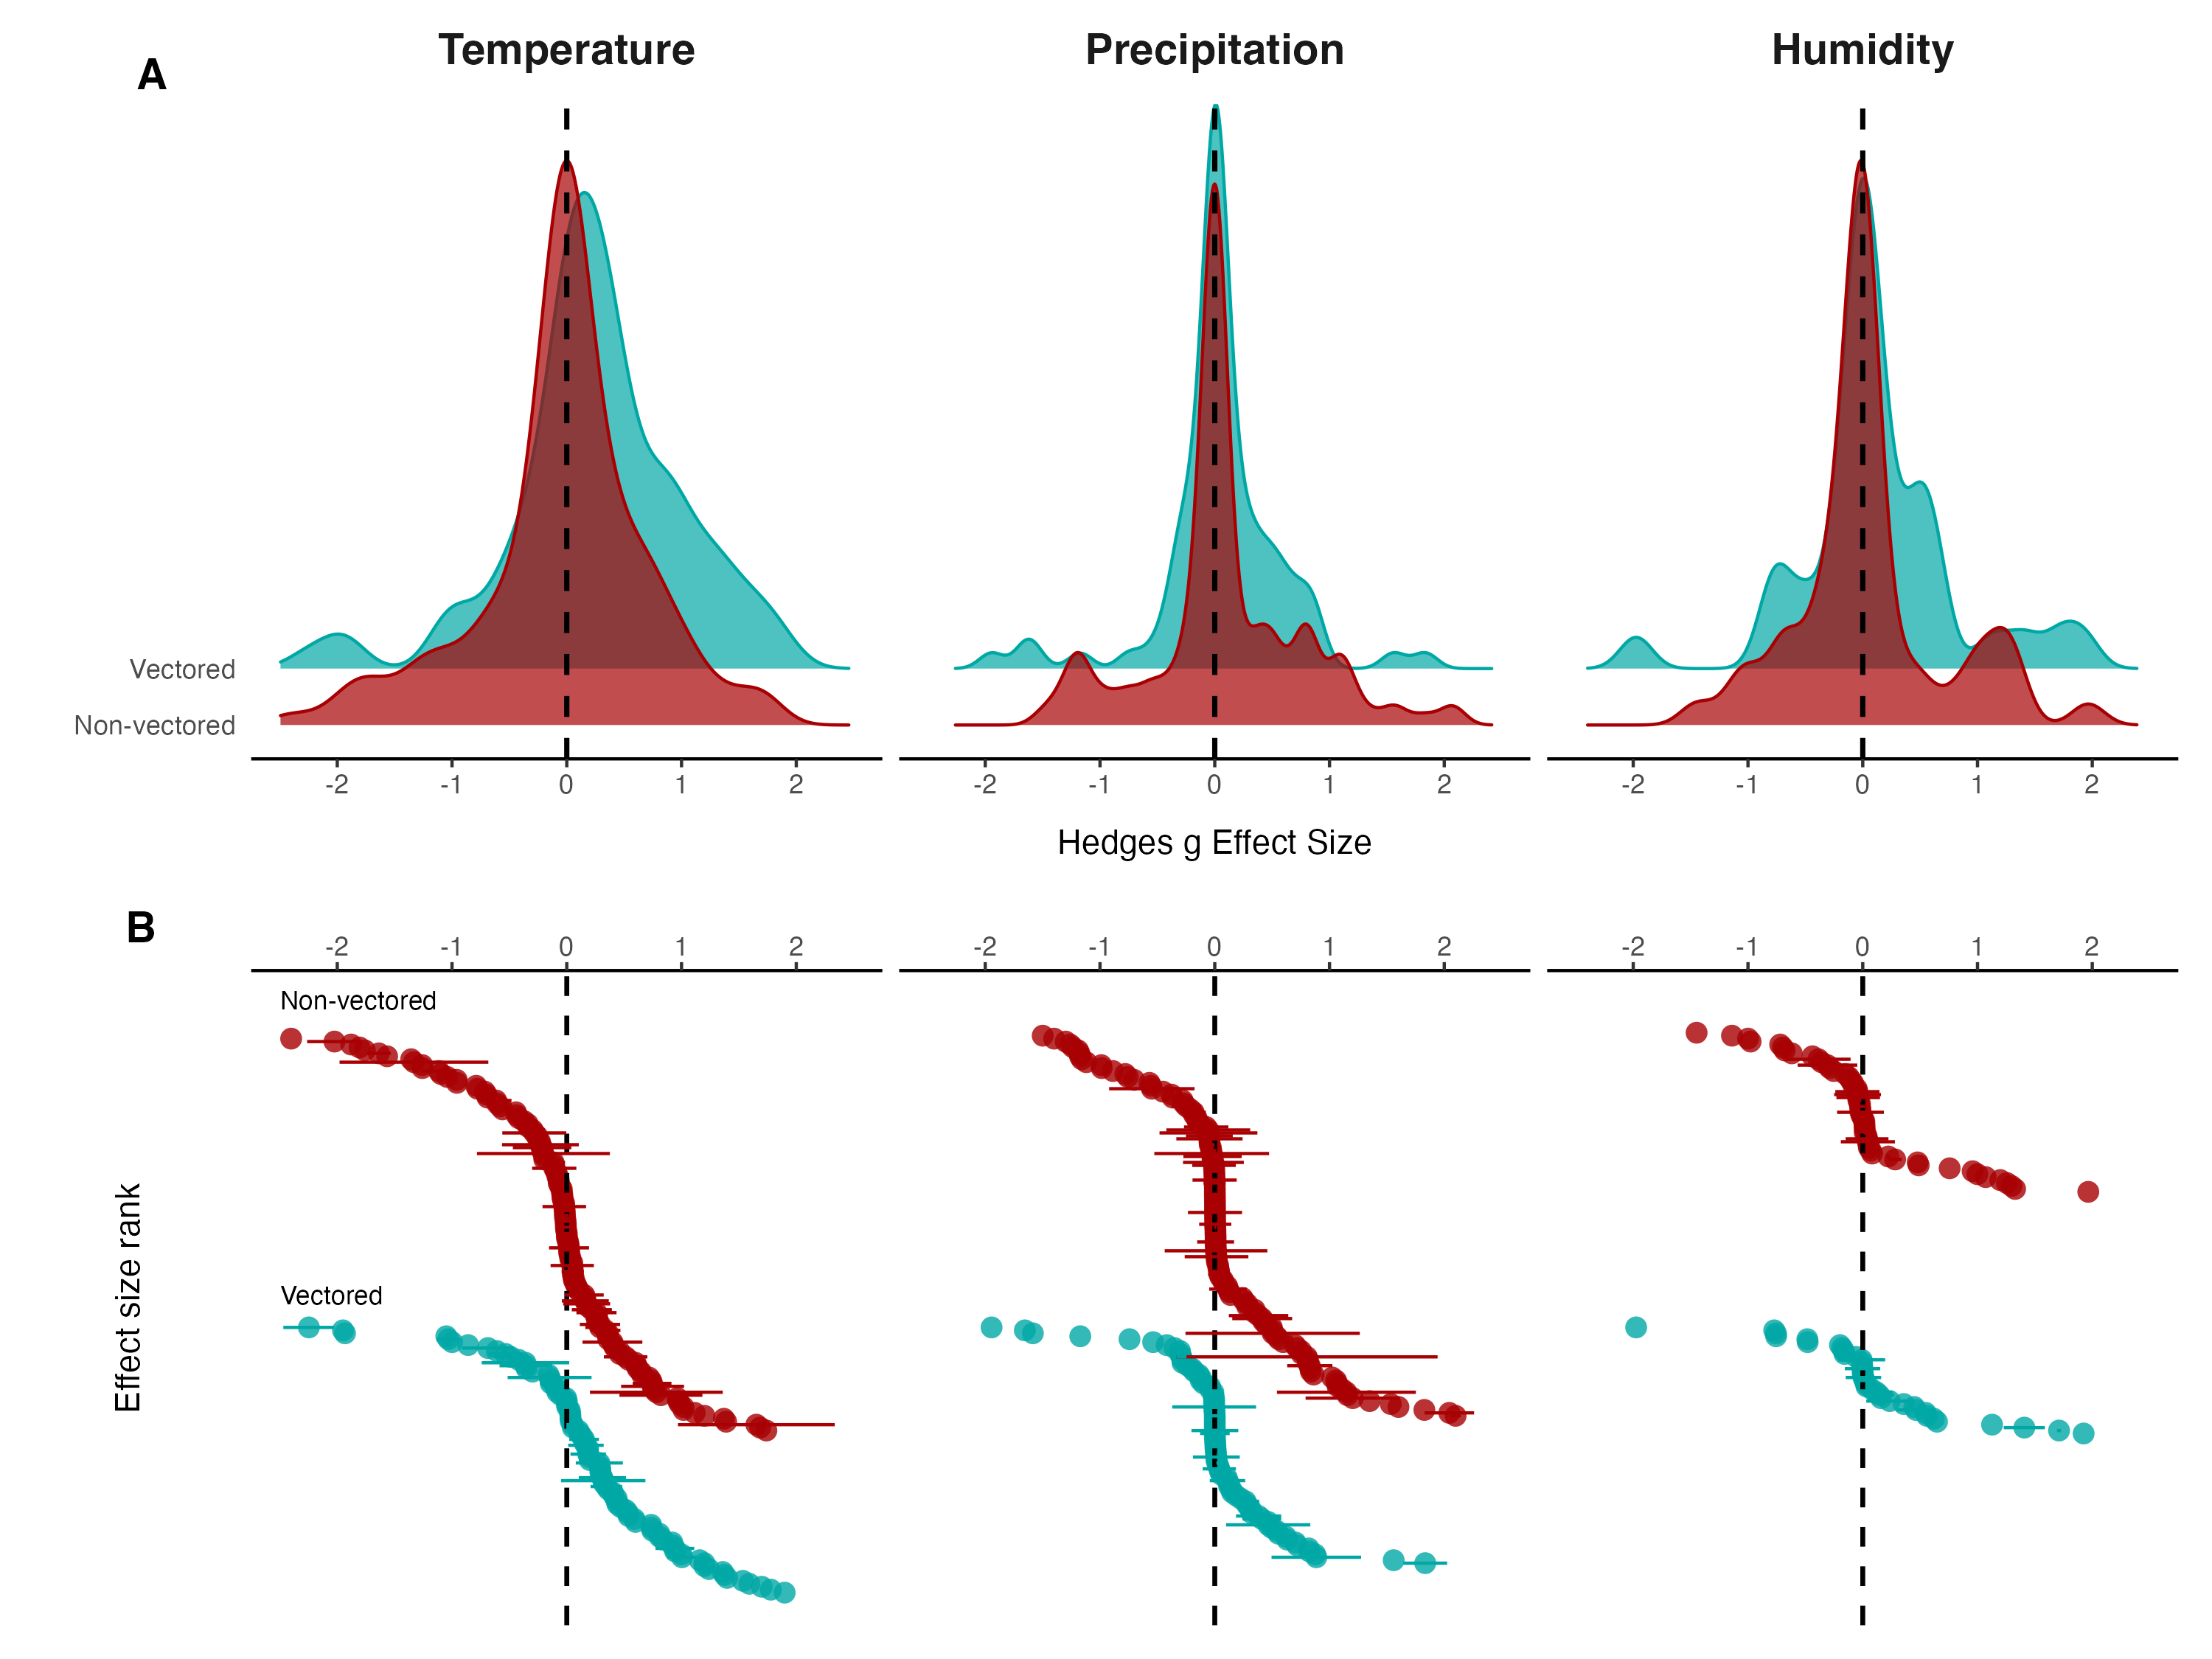 Temperature Precipitation Humidity
A
Vectored
Non-vectored
-2 -1 0 1 2 -2 -1 0 1 2 -2 -1 0 1 2
Hedges g Effect Size
B
-2 -1 0 1 2 -2 -1 0 1 2 -2 -1 0 1 2
Non-vectored
Effect size rank
Vectored